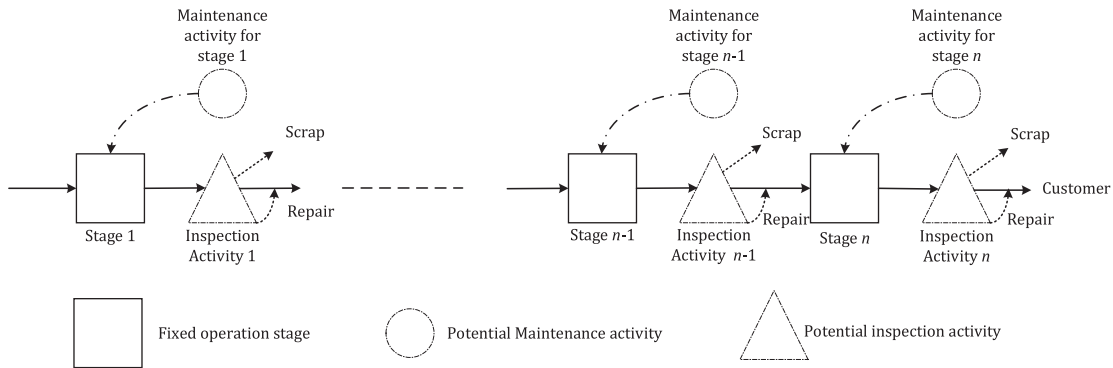 Maintenance
activity for
stage 1
Maintenance
activity for
stage n-1
Maintenance
activity for
stage n
Scrap
Scrap
Scrap
Customer
Repair
Repair
Repair
Stage 1
Inspection
Activity 1
Stage n-1
Inspection
Activity n-1
Stage n
Inspection
Activity n
Fixed operation stage
Potential Maintenance activity
Potential inspection activity